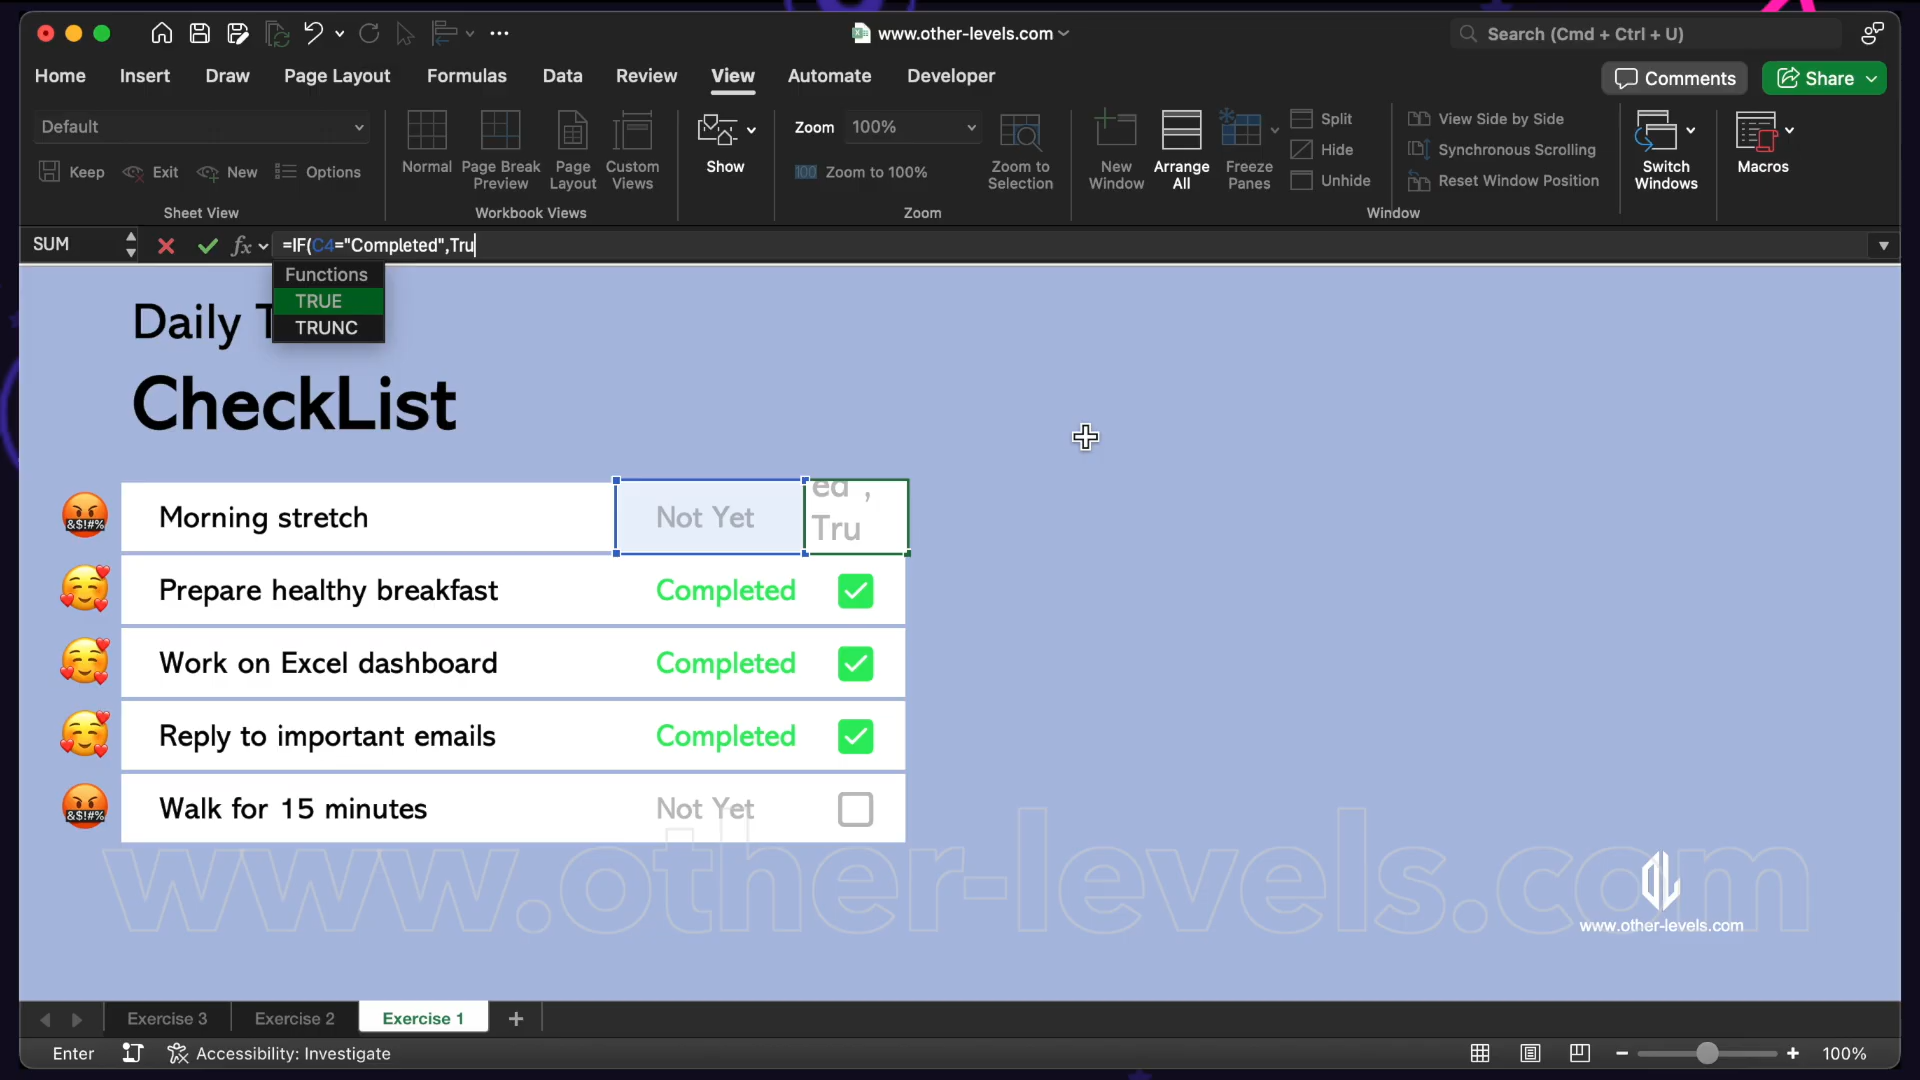 www.other-levels.com
Search (Cmd + Ctrl + U)
Home Insert Draw Page Layout Formulas Data Review View Automate Developer
Comments Share
Default
Keep Exit New Options
Sheet View
Normal
Page Break Preview
Page Layout
Custom Views
Workbook Views
Show
Zoom 100%
100 Zoom to 100%
Zoom to Selection
Zoom
New Window
Arrange All
Freeze Panes
Split
Hide
Unhide
View Side by Side
Synchronous Scrolling
Reset Window Position
Window
Switch Windows
Macros
SUM fx =IF(C4="Completed",Tru
Functions
TRUE
TRUNC
Daily T
CheckList
&$!#% Morning stretch Not Yet ed",
Tru
Prepare healthy breakfast Completed
Work on Excel dashboard Completed
Reply to important emails Completed
&$!#% Walk for 15 minutes Not Yet
www.other-levels.com
www.other-levels.com
Exercise 3 Exercise 2 Exercise 1 +
Enter Accessibility: Investigate 100%